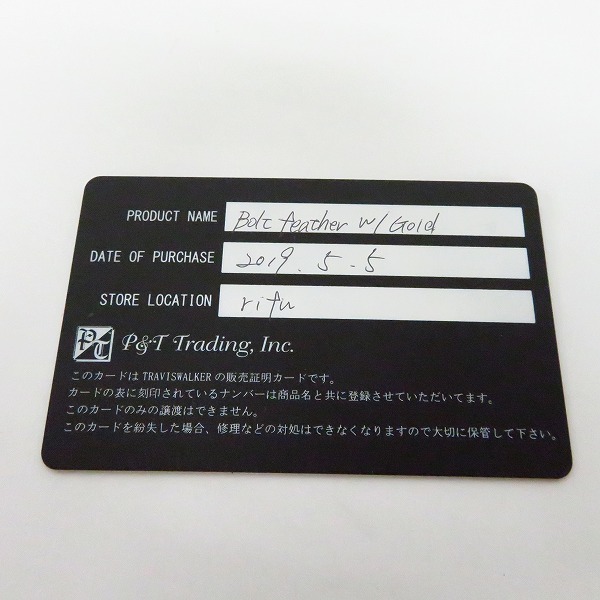 PRODUCT NAME Bolt feather w/ Gold
DATE OF PURCHASE 2019. 5. 5
STORE LOCATION rifu
PT P&T Trading, Inc.
このカードは TRAVISWALKER の販売証明カードです。
カードの表に刻印されているナンバーは商品名と共に登録させていただいてます。
このカードのみの譲渡はできません。
このカードを紛失した場合、修理などの対処はできなくなりますので大切に保管して下さい。